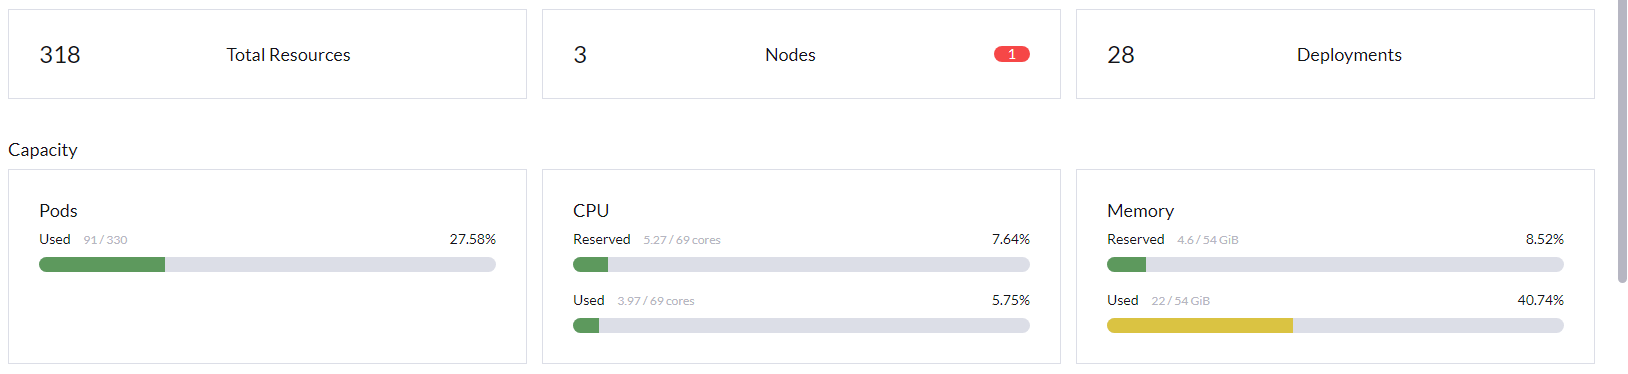 318 Total Resources
3 Nodes 1
28 Deployments
Capacity
Pods
Used 91 / 330 27.58%
CPU
Reserved 5.27 / 69 cores 7.64%
Used 3.97 / 69 cores 5.75%
Memory
Reserved 4.6 / 54 GiB 8.52%
Used 22 / 54 GiB 40.74%